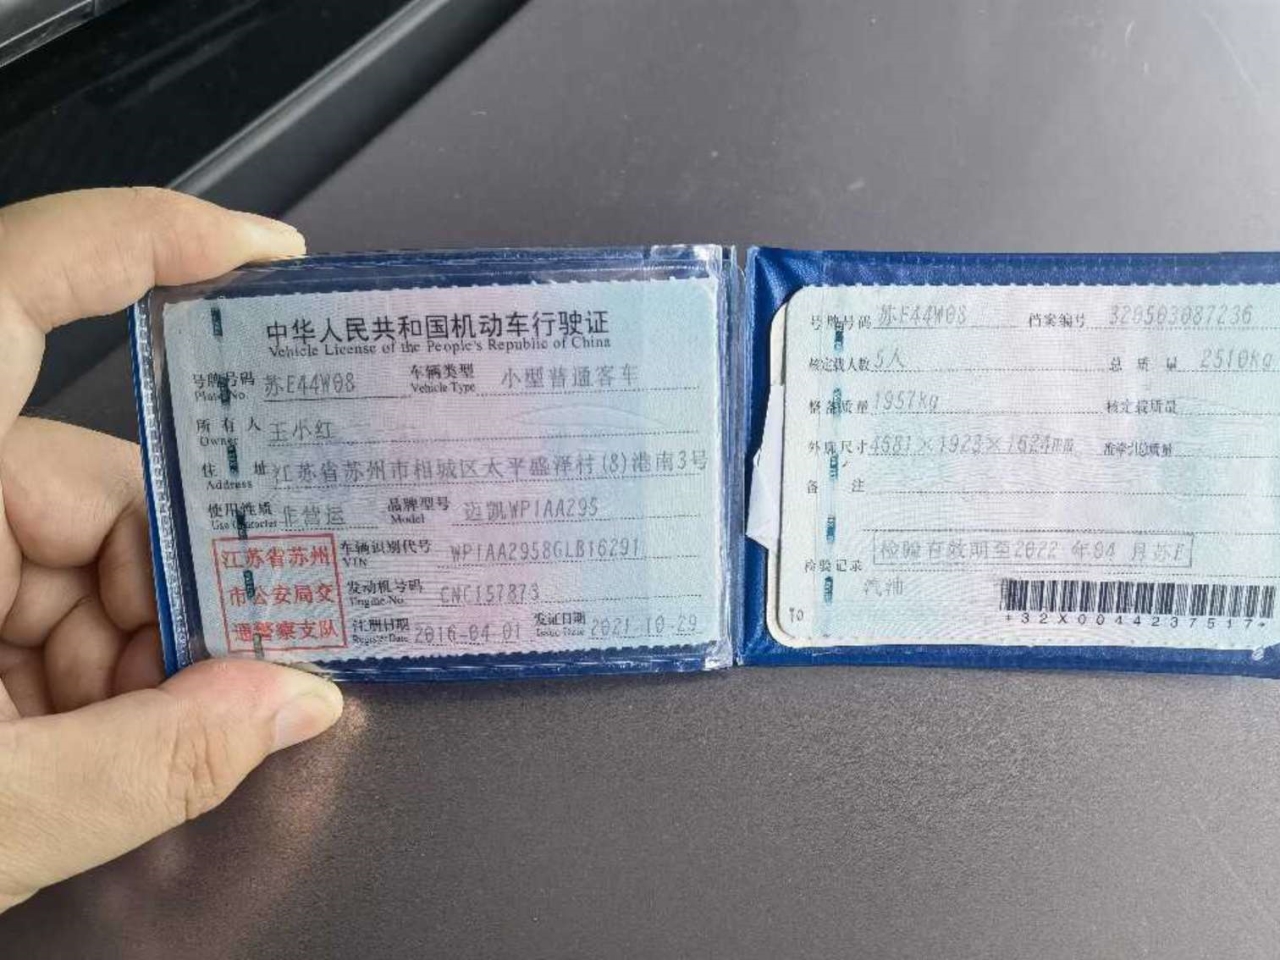 中华人民共和国机动车行驶证
Vehicle License of the People's Republic of China
号牌号码 苏E44W08 车辆类型 小型普通客车
Plate No. Vehicle Type
所有人 王小红
Owner
住址 江苏省苏州市相城区太平盛泽村(8)港南3号
Address
使用性质 非营运 品牌型号 迈凯WP1AA295
Use Character Model
江苏省苏州
市公安局交
通警察支队
车辆识别代号 WP1AA2958GLB16291
VIN
发动机号码 CNC157873
Engine No.
注册日期 2016-04-01 发证日期 2021-10-29
Register Date Issue Date
号牌号码 苏E44W08 档案编号 320503087236
核定载人数 5人 总质量 2510kg
整备质量 1957kg 核定载质量
外廓尺寸 4681×1923×1624mm 准牵引总质量
备注
检验有效期至2022年04月苏E
检验记录
汽油
+32X0044237517+